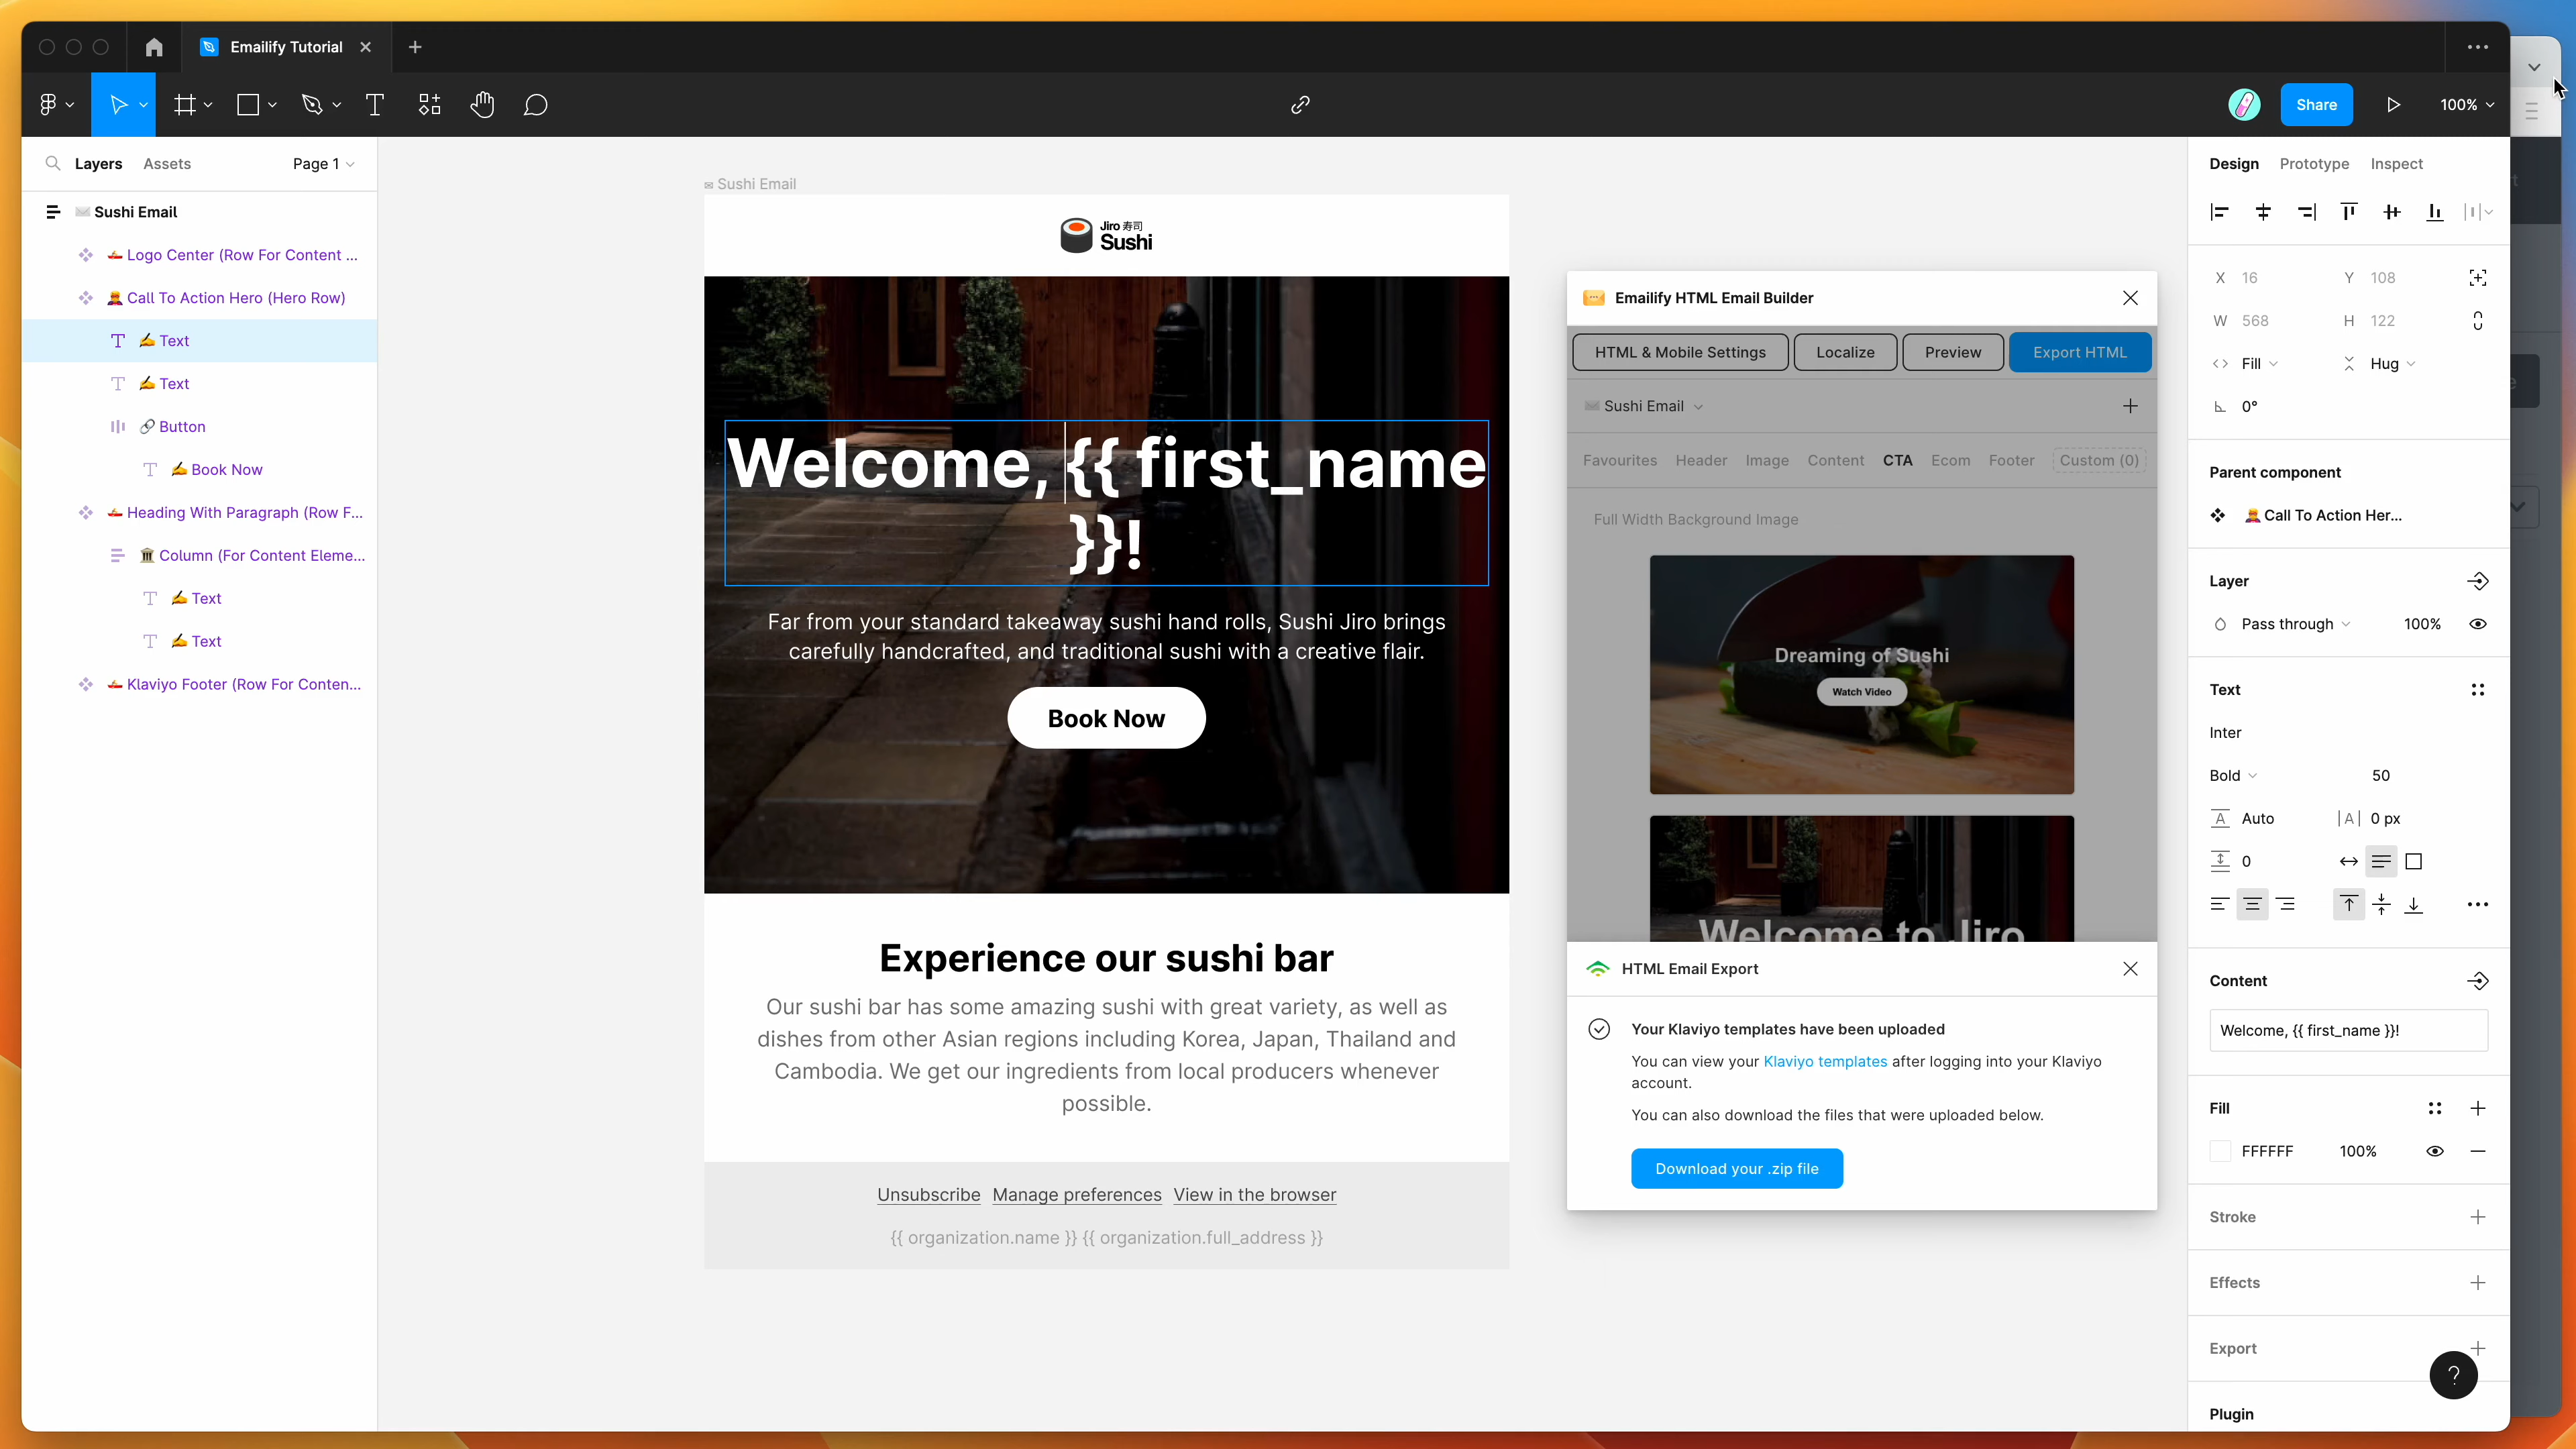 Emailify Tutorial
Share
100%
Layers
Assets
Page 1
Sushi Email
Logo Center (Row For Content ...
Call To Action Hero (Hero Row)
Text
Text
Button
Book Now
Heading With Paragraph (Row F...
Column (For Content Eleme...
Text
Text
Klaviyo Footer (Row For Conten...
Sushi Email
Jiro 寿司
Sushi
Welcome, {{ first_name
}}!
Far from your standard takeaway sushi hand rolls, Sushi Jiro brings
carefully handcrafted, and traditional sushi with a creative flair.
Book Now
Experience our sushi bar
Our sushi bar has some amazing sushi with great variety, as well as
dishes from other Asian regions including Korea, Japan, Thailand and
Cambodia. We get our ingredients from local producers whenever
possible.
Unsubscribe Manage preferences View in the browser
{{ organization.name }} {{ organization.full_address }}
Emailify HTML Email Builder
HTML & Mobile Settings
Localize
Preview
Export HTML
Sushi Email
Favourites Header Image Content CTA Ecom Footer Custom (0)
Full Width Background Image
Dreaming of Sushi
Watch Video
Welcome to Jiro
HTML Email Export
Your Klaviyo templates have been uploaded
You can view your Klaviyo templates after logging into your Klaviyo
account.
You can also download the files that were uploaded below.
Download your .zip file
Design
Prototype
Inspect
X 16 Y 108
W 568 H 122
Fill Hug
0°
Parent component
Call To Action Her...
Layer
Pass through 100%
Text
Inter
Bold 50
Auto 0 px
0
Content
Welcome, {{ first_name }}!
Fill
FFFFFF 100%
Stroke
Effects
Export
?
Plugin